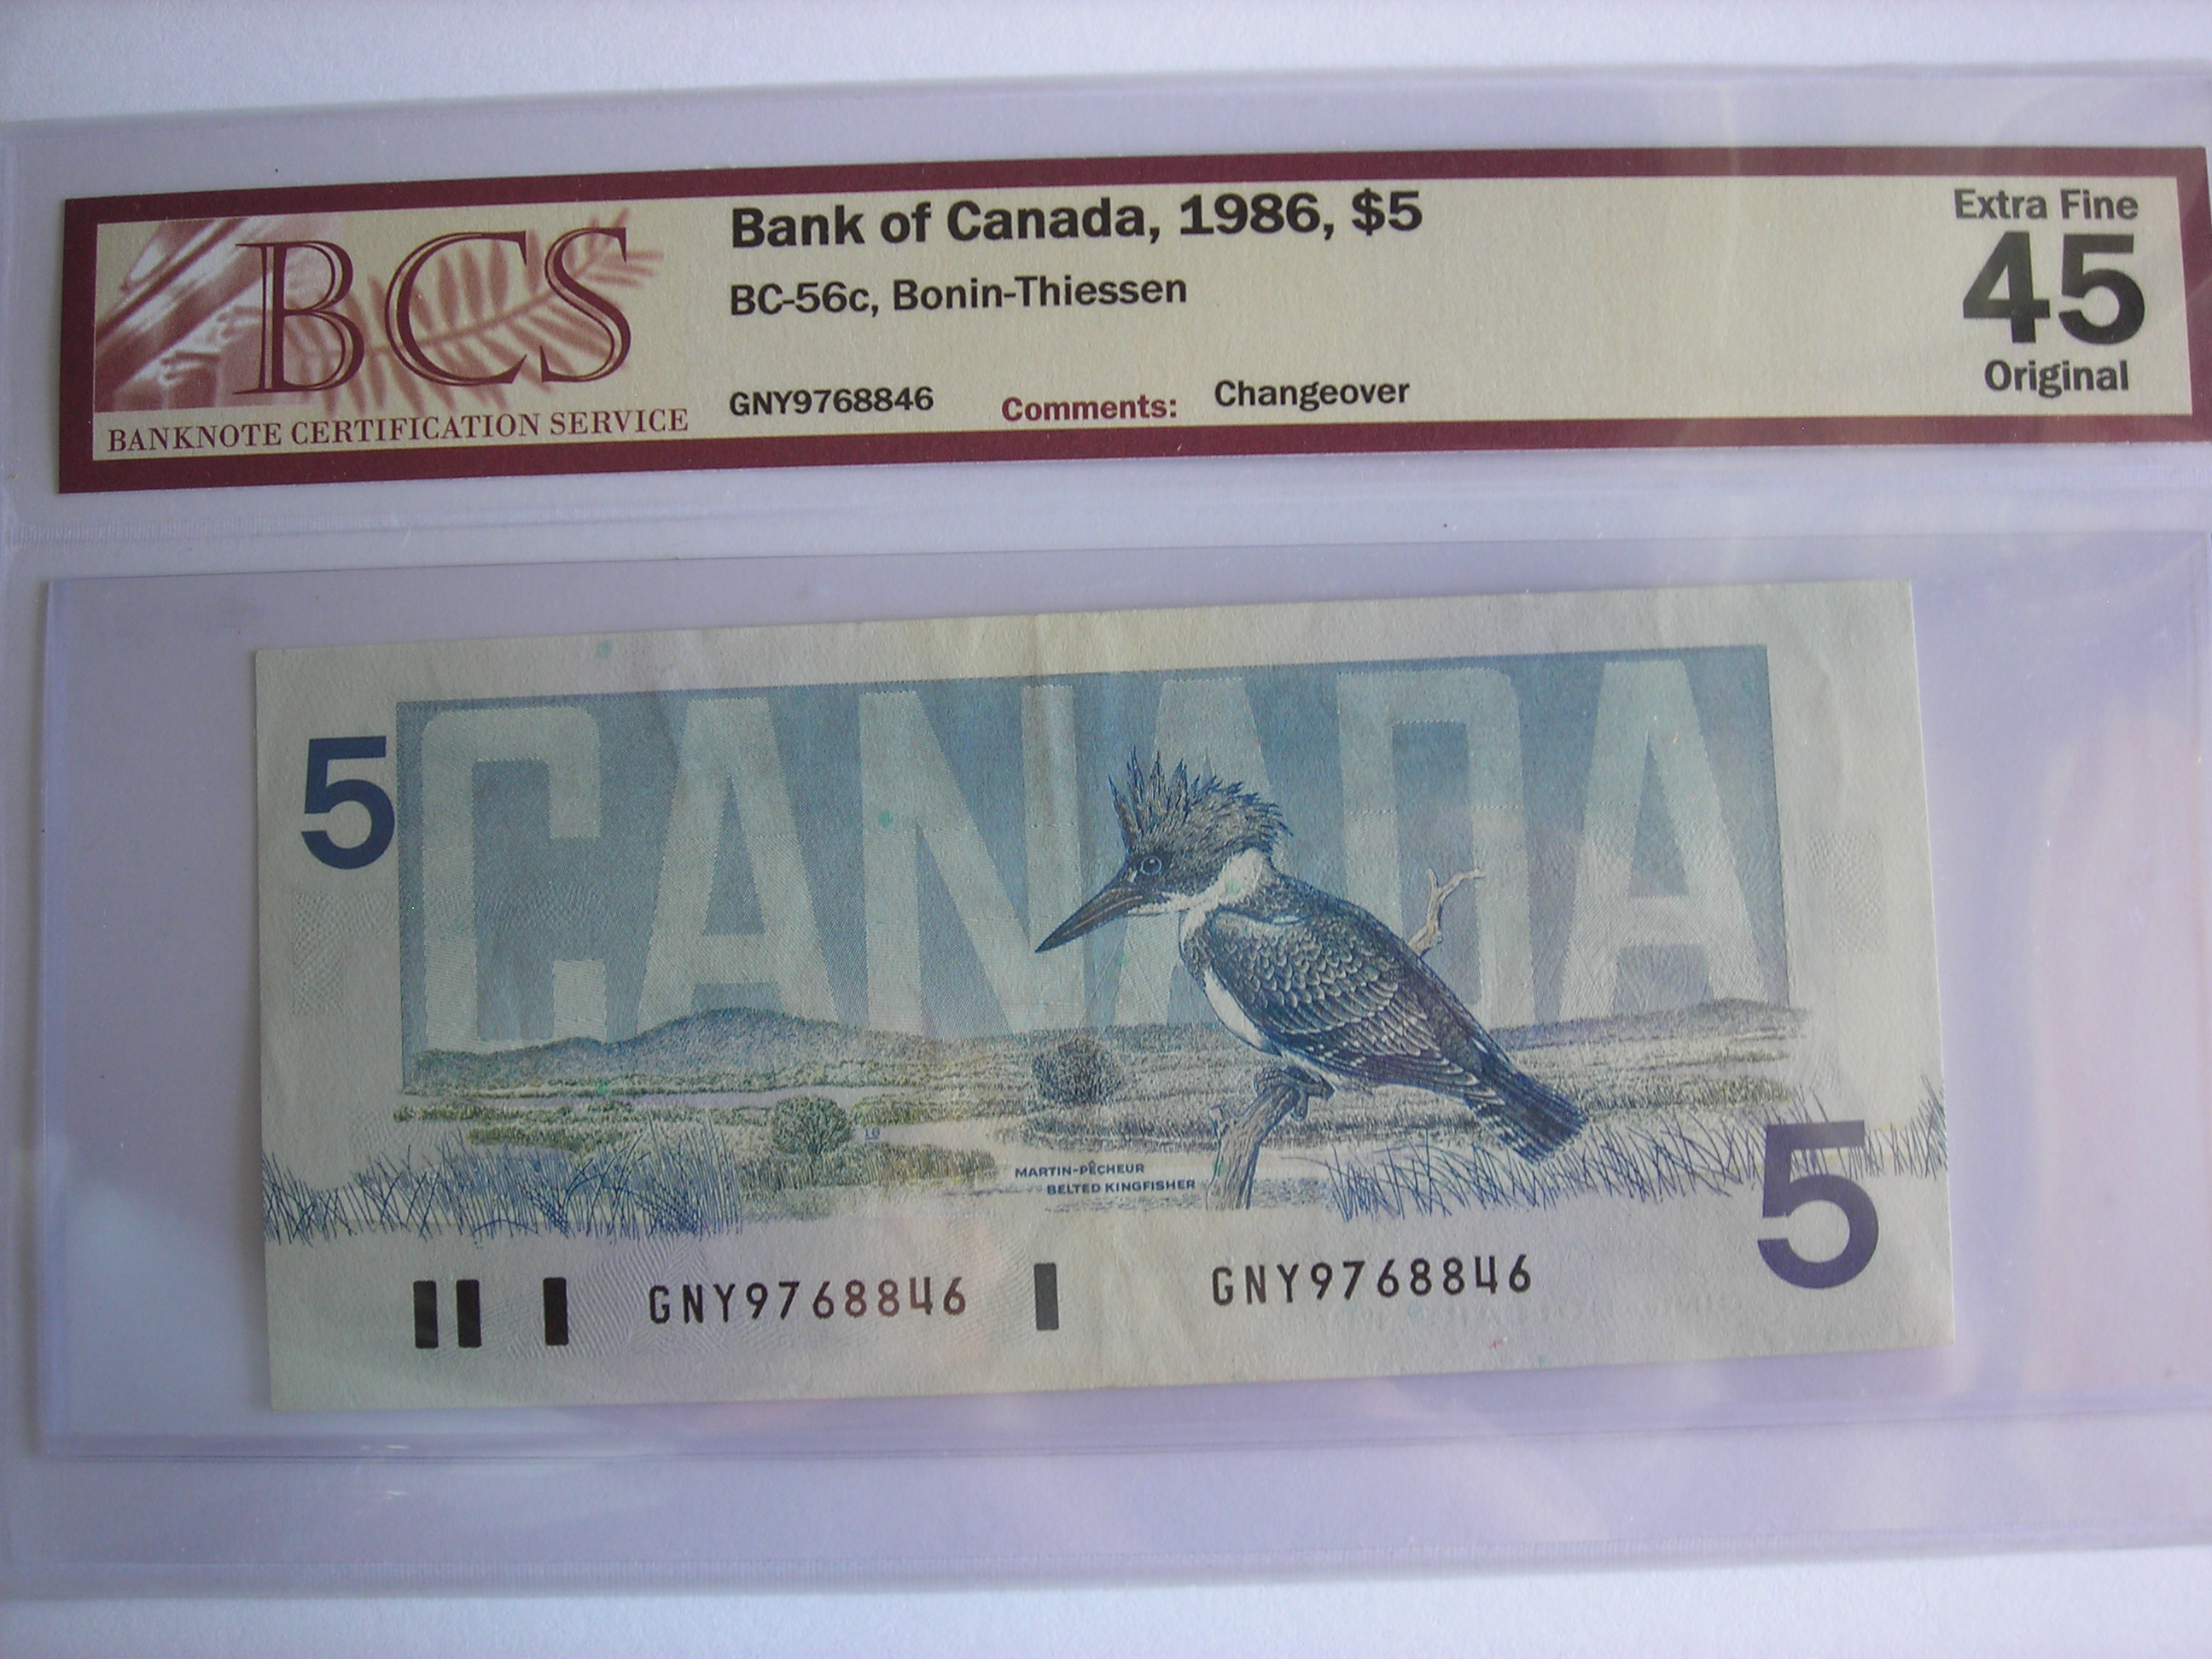 BCS
BANKNOTE CERTIFICATION SERVICE
Bank of Canada, 1986, $5
BC-56c, Bonin-Thiessen
GNY9768846 Comments: Changeover
Extra Fine
45
Original
5
CANADA
MARTIN-PÊCHEUR
BELTED KINGFISHER
5
GNY9768846 GNY9768846